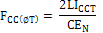 F_CC(øT) = 2LI_CCT / CE_N